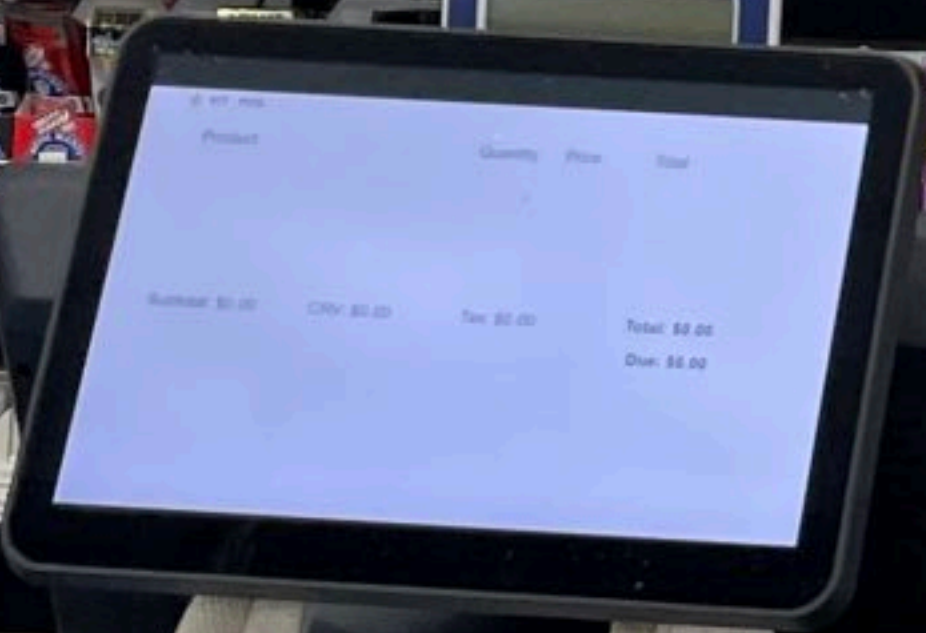 Product Quantity Price Total
Subtotal: $0.00 CRV: $0.00 Tax: $0.00 Total: $0.00
Due: $0.00